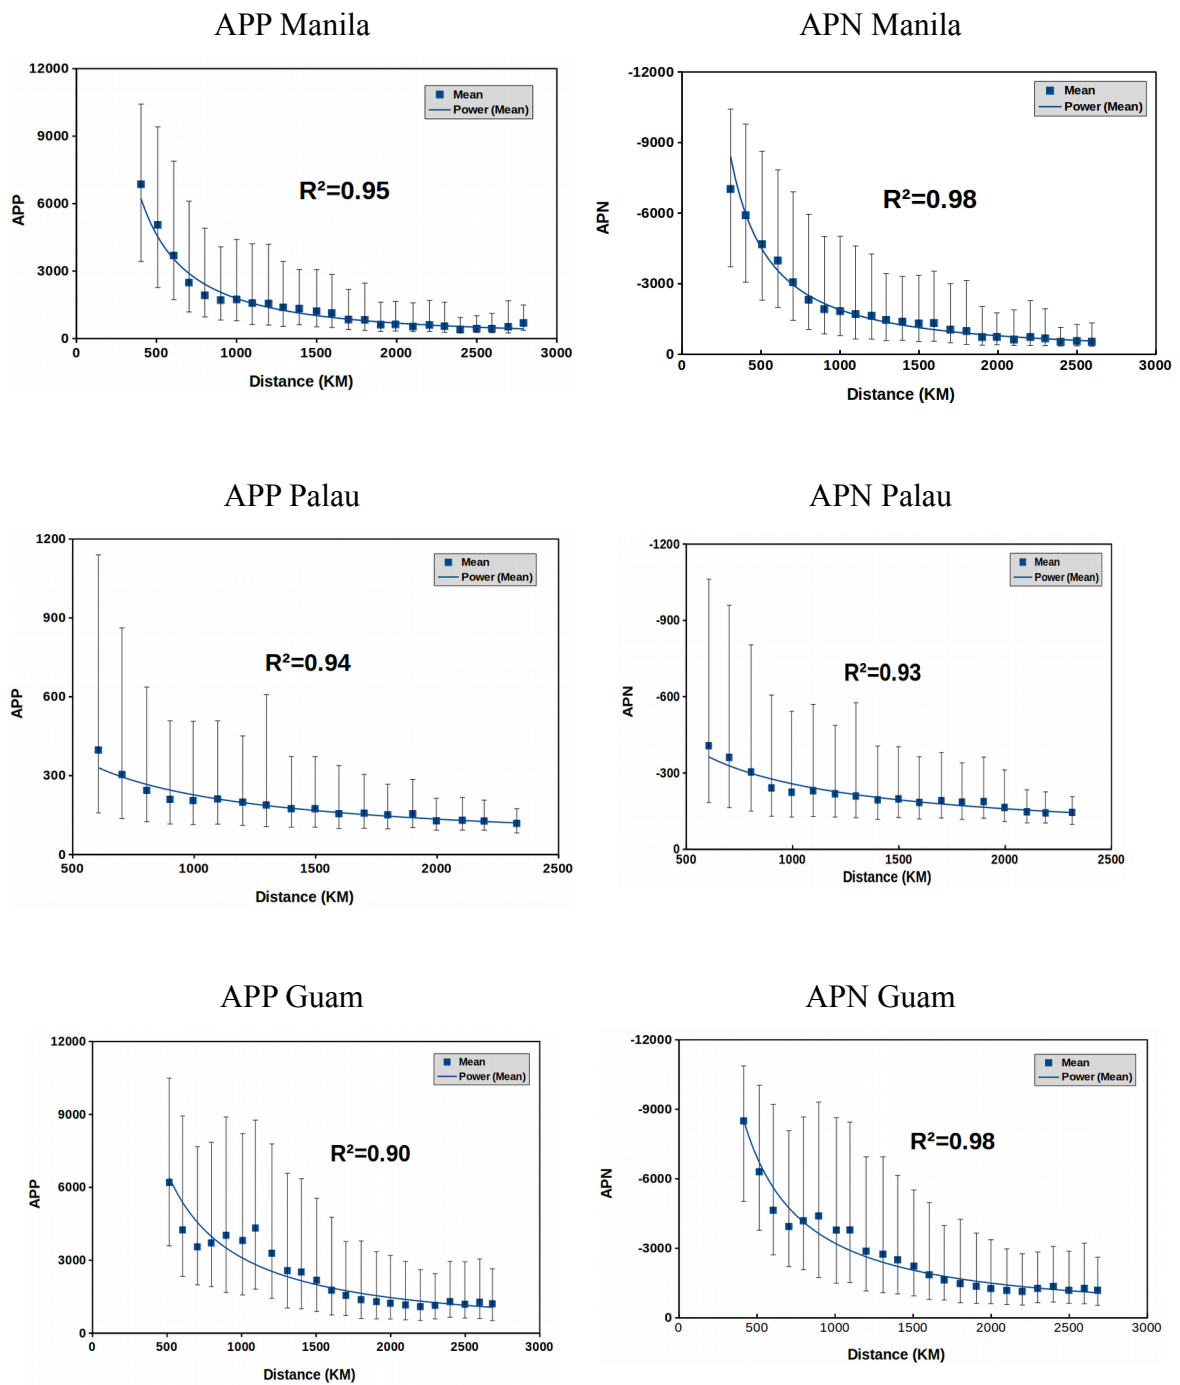 APP Manila
12000
9000
6000
3000
0
0
500
1000
1500
2000
2500
3000
APP
Distance (KM)
Mean
Power (Mean)
R²=0.95
APN Manila
-12000
-9000
-6000
-3000
0
0
500
1000
1500
2000
2500
3000
APN
Distance (KM)
Mean
Power (Mean)
R²=0.98
APP Palau
1200
900
600
300
0
500
1000
1500
2000
2500
APP
Distance (KM)
Mean
Power (Mean)
R²=0.94
APN Palau
-1200
-900
-600
-300
0
500
1000
1500
2000
2500
APN
Distance (KM)
Mean
Power (Mean)
R²=0.93
APP Guam
12000
9000
6000
3000
0
0
500
1000
1500
2000
2500
3000
APP
Distance (KM)
Mean
Power (Mean)
R²=0.90
APN Guam
-12000
-9000
-6000
-3000
0
0
500
1000
1500
2000
2500
3000
APN
Distance (KM)
Mean
Power (Mean)
R²=0.98